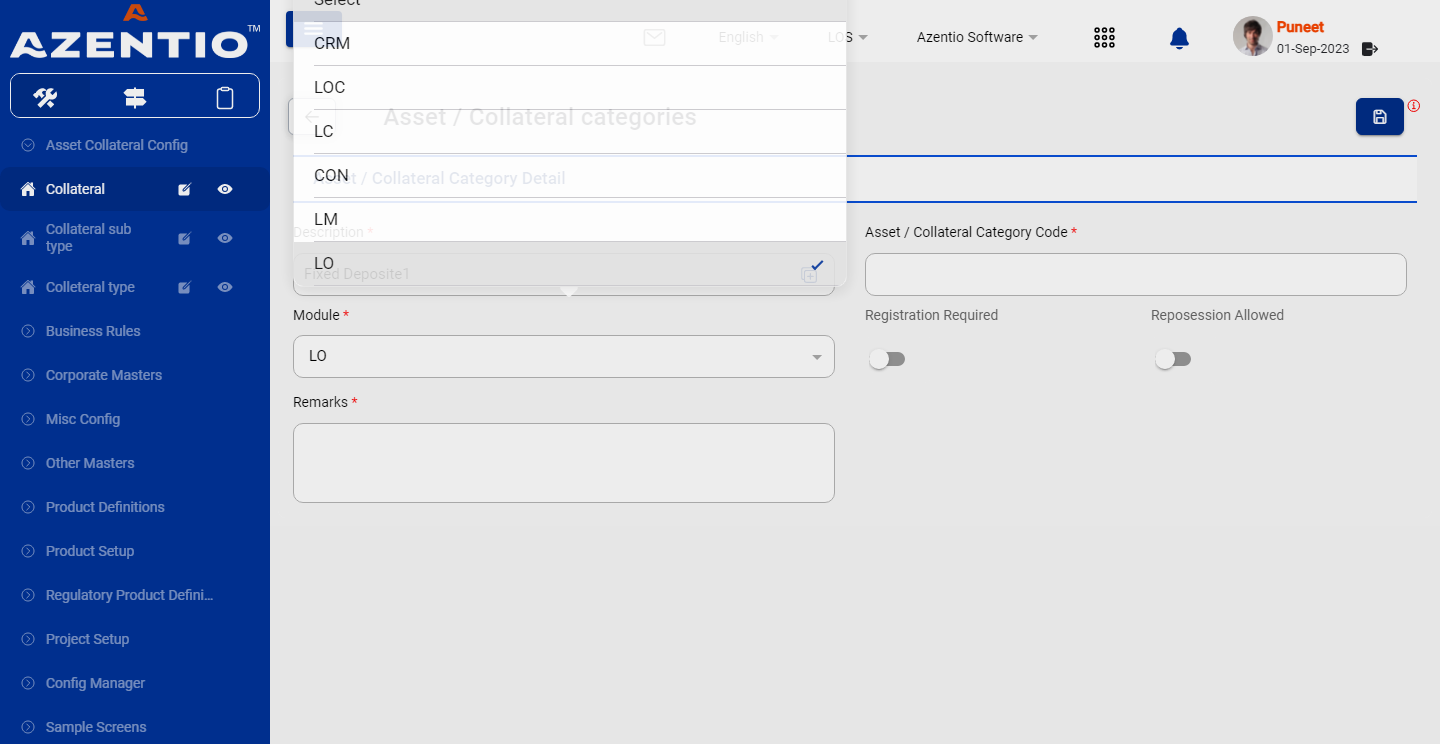 AZENTIO TM
Asset Collateral Config
Collateral
Collateral sub
type
Colleteral type
Business Rules
Corporate Masters
Misc Config
Other Masters
Product Definitions
Product Setup
Regulatory Product Defini...
Project Setup
Config Manager
Sample Screens
English
LOS
Azentio Software
Puneet
01-Sep-2023
Select
CRM
LOC
LC
CON
LM
LO
Asset / Collateral categories
Asset / Collateral Category Detail
Description *
Fixed Deposite1
Asset / Collateral Category Code *
Module *
LO
Registration Required
Reposession Allowed
Remarks *